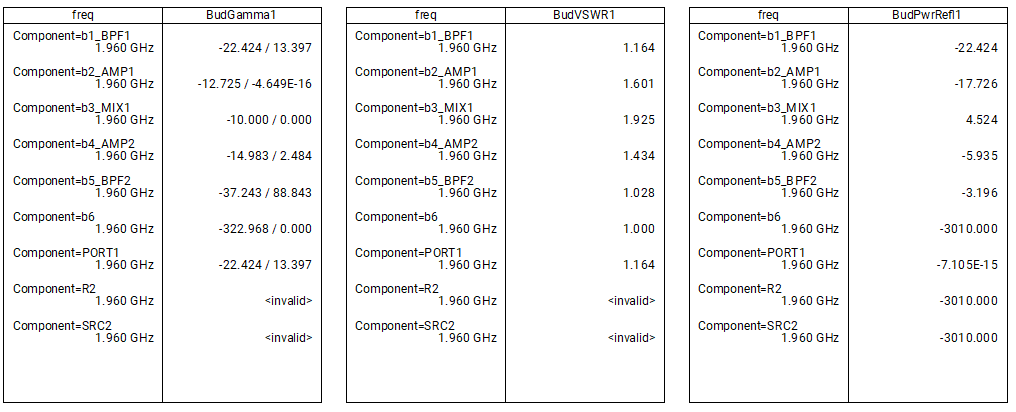 freq BudGamma1
Component=b1_BPF1
1.960 GHz -22.424 / 13.397
Component=b2_AMP1
1.960 GHz -12.725 / -4.649E-16
Component=b3_MIX1
1.960 GHz -10.000 / 0.000
Component=b4_AMP2
1.960 GHz -14.983 / 2.484
Component=b5_BPF2
1.960 GHz -37.243 / 88.843
Component=b6
1.960 GHz -322.968 / 0.000
Component=PORT1
1.960 GHz -22.424 / 13.397
Component=R2
1.960 GHz <invalid>
Component=SRC2
1.960 GHz <invalid>
freq BudVSWR1
Component=b1_BPF1
1.960 GHz 1.164
Component=b2_AMP1
1.960 GHz 1.601
Component=b3_MIX1
1.960 GHz 1.925
Component=b4_AMP2
1.960 GHz 1.434
Component=b5_BPF2
1.960 GHz 1.028
Component=b6
1.960 GHz 1.000
Component=PORT1
1.960 GHz 1.164
Component=R2
1.960 GHz <invalid>
Component=SRC2
1.960 GHz <invalid>
freq BudPwrRefl1
Component=b1_BPF1
1.960 GHz -22.424
Component=b2_AMP1
1.960 GHz -17.726
Component=b3_MIX1
1.960 GHz 4.524
Component=b4_AMP2
1.960 GHz -5.935
Component=b5_BPF2
1.960 GHz -3.196
Component=b6
1.960 GHz -3010.000
Component=PORT1
1.960 GHz -7.105E-15
Component=R2
1.960 GHz -3010.000
Component=SRC2
1.960 GHz -3010.000